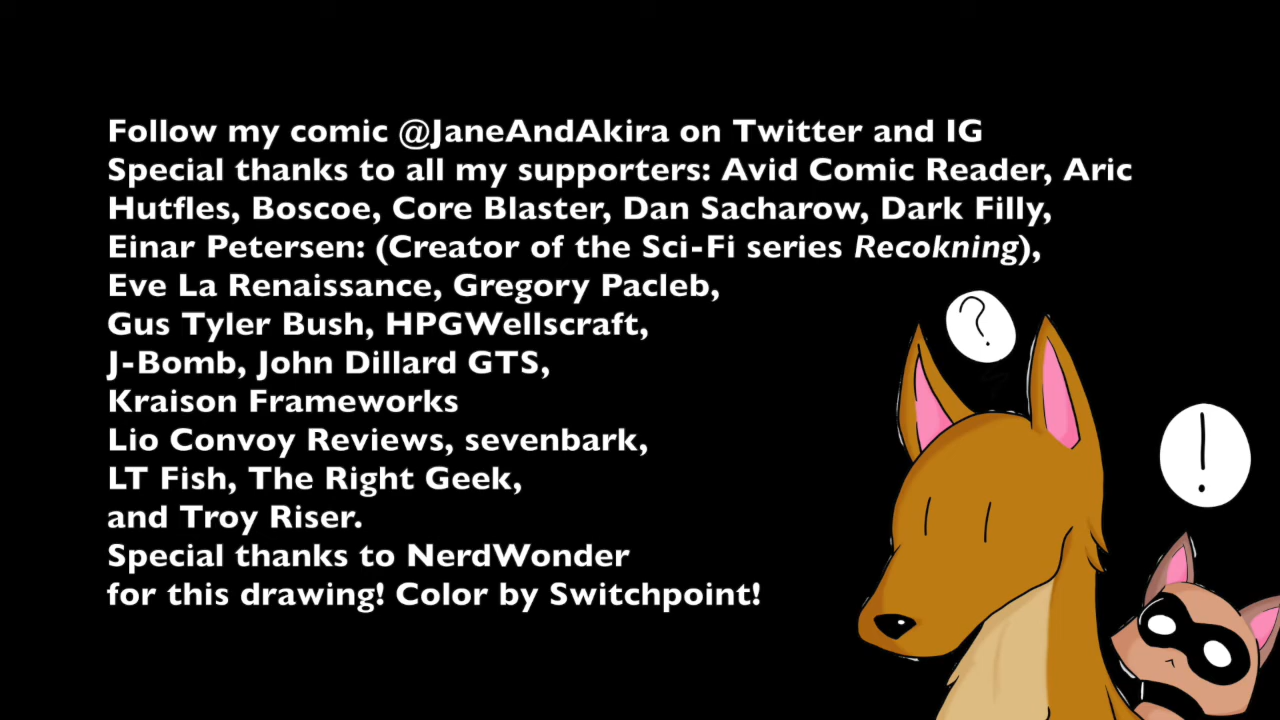 Follow my comic @JaneAndAkira on Twitter and IG
Special thanks to all my supporters: Avid Comic Reader, Aric
Hutfles, Boscoe, Core Blaster, Dan Sacharow, Dark Filly,
Einar Petersen: (Creator of the Sci-Fi series Recokning),
Eve La Renaissance, Gregory Pacleb,
Gus Tyler Bush, HPGWellscraft,
J-Bomb, John Dillard GTS,
Kraison Frameworks
Lio Convoy Reviews, sevenbark,
LT Fish, The Right Geek,
and Troy Riser.
Special thanks to NerdWonder
for this drawing! Color by Switchpoint!
?
!